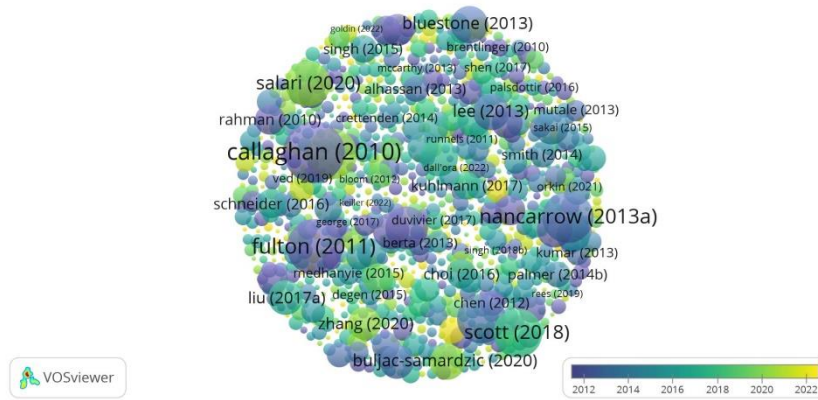 goldin (2022)
bluestone (2013)
singh (2015)
brentlinger (2010)
mccarthy (2013)
shen (2017)
salari (2020)
alhassan (2013)
palsdottir (2016)
rahman (2010)
crettenden (2014)
lee (2013)
mutale (2013)
sakai (2015)
runnels (2011)
callaghan (2010)
smith (2014)
dall'ora (2022)
ved (2019)
bloom (2012)
kuhlmann (2017)
orkin (2021)
schneider (2016)
keiller (2022)
george (2017)
duvivier (2017)
nancarrow (2013a)
fulton (2011)
berta (2013)
singh (2018b)
kumar (2013)
medhanyie (2015)
choi (2016)
palmer (2014b)
liu (2017a)
degen (2015)
chen (2012)
rees (2019)
zhang (2020)
scott (2018)
buljac-samardzic (2020)
VOSviewer
2012 2014 2016 2018 2020 2022